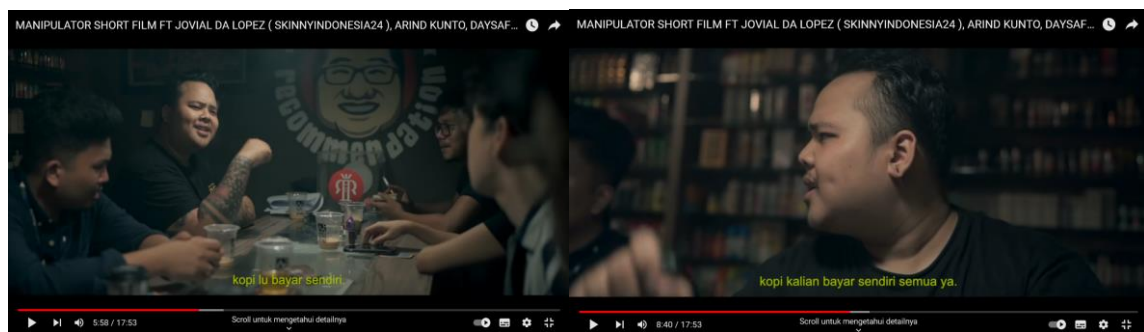 MANIPULATOR SHORT FILM FT JOVIAL DA LOPEZ ( SKINNYINDONESIA24 ), ARIND KUNTO, DAYSAF...
recommendation
kopi lu bayar sendiri.
5:58 / 17:53
Scroll untuk mengetahui detailnya
MANIPULATOR SHORT FILM FT JOVIAL DA LOPEZ ( SKINNYINDONESIA24 ), ARIND KUNTO, DAYSAF...
kopi kalian bayar sendiri semua ya.
8:40 / 17:53
Scroll untuk mengetahui detailnya